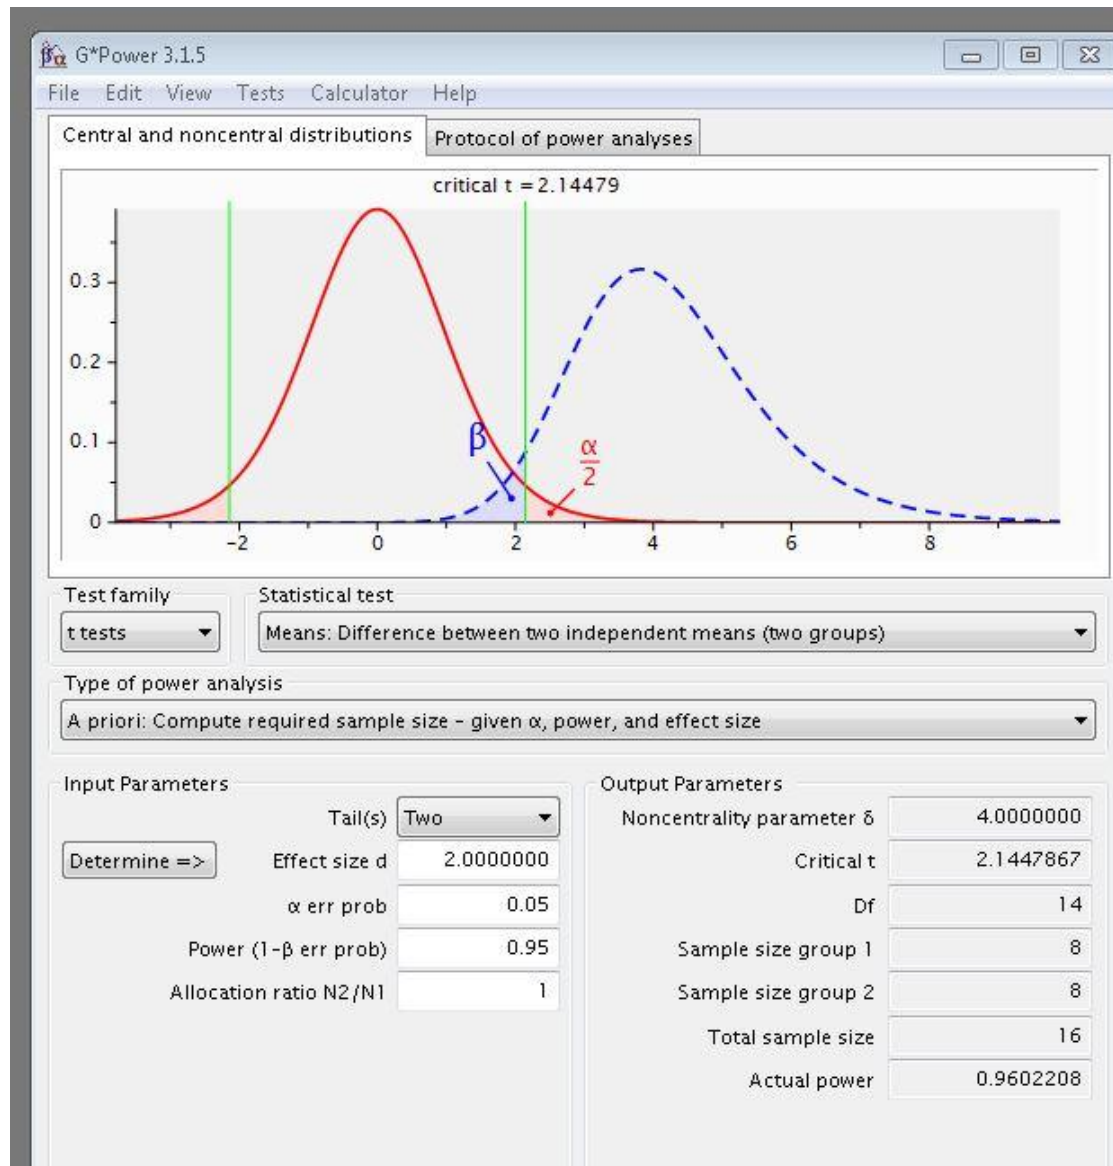 G*Power 3.1.5
File Edit View Tests Calculator Help
Central and noncentral distributions Protocol of power analyses
critical t = 2.14479
0.3
0.2
0.1
0
β
α
2
-2 0 2 4 6 8
Test family Statistical test
t tests Means: Difference between two independent means (two groups)
Type of power analysis
A priori: Compute required sample size – given α, power, and effect size
Input Parameters Output Parameters
Tail(s) Two Noncentrality parameter δ 4.0000000
Determine => Effect size d 2.0000000 Critical t 2.1447867
α err prob 0.05 Df 14
Power (1-β err prob) 0.95 Sample size group 1 8
Allocation ratio N2/N1 1 Sample size group 2 8
Total sample size 16
Actual power 0.9602208